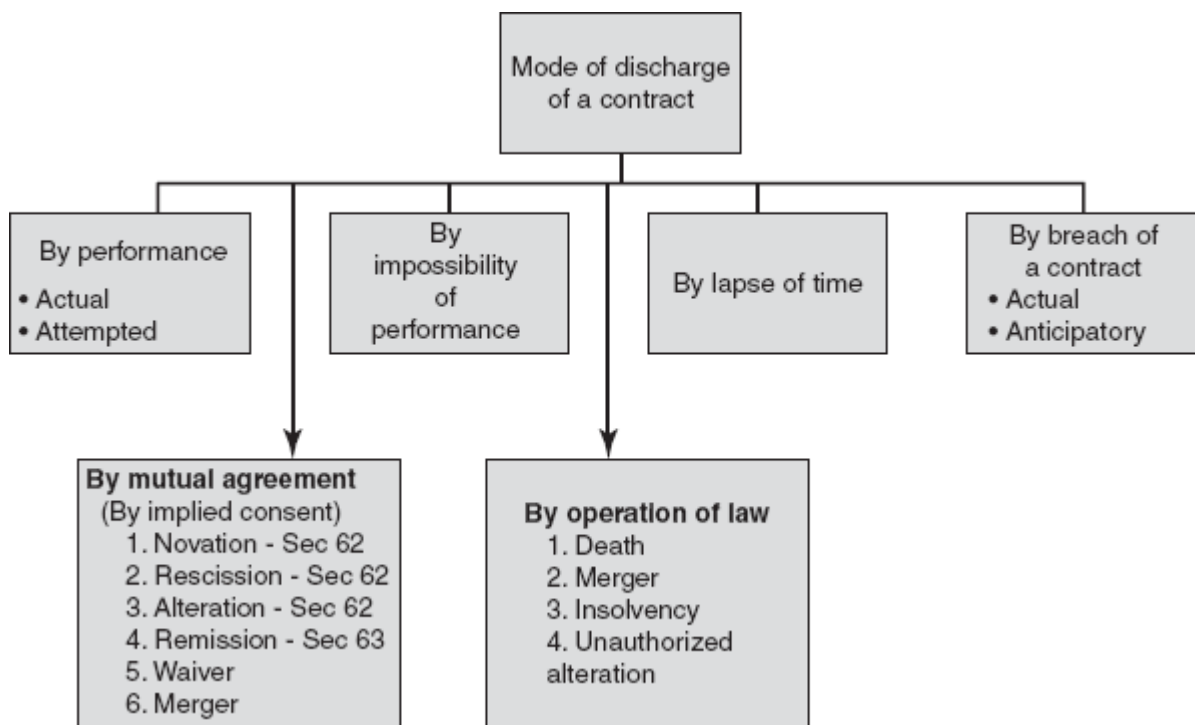 Mode of discharge
of a contract
By performance
• Actual
• Attempted
By
impossibility
of
performance
By lapse of time
By breach of
a contract
• Actual
• Anticipatory
By mutual agreement
(By implied consent)
1. Novation - Sec 62
2. Rescission - Sec 62
3. Alteration - Sec 62
4. Remission - Sec 63
5. Waiver
6. Merger
By operation of law
1. Death
2. Merger
3. Insolvency
4. Unauthorized
alteration